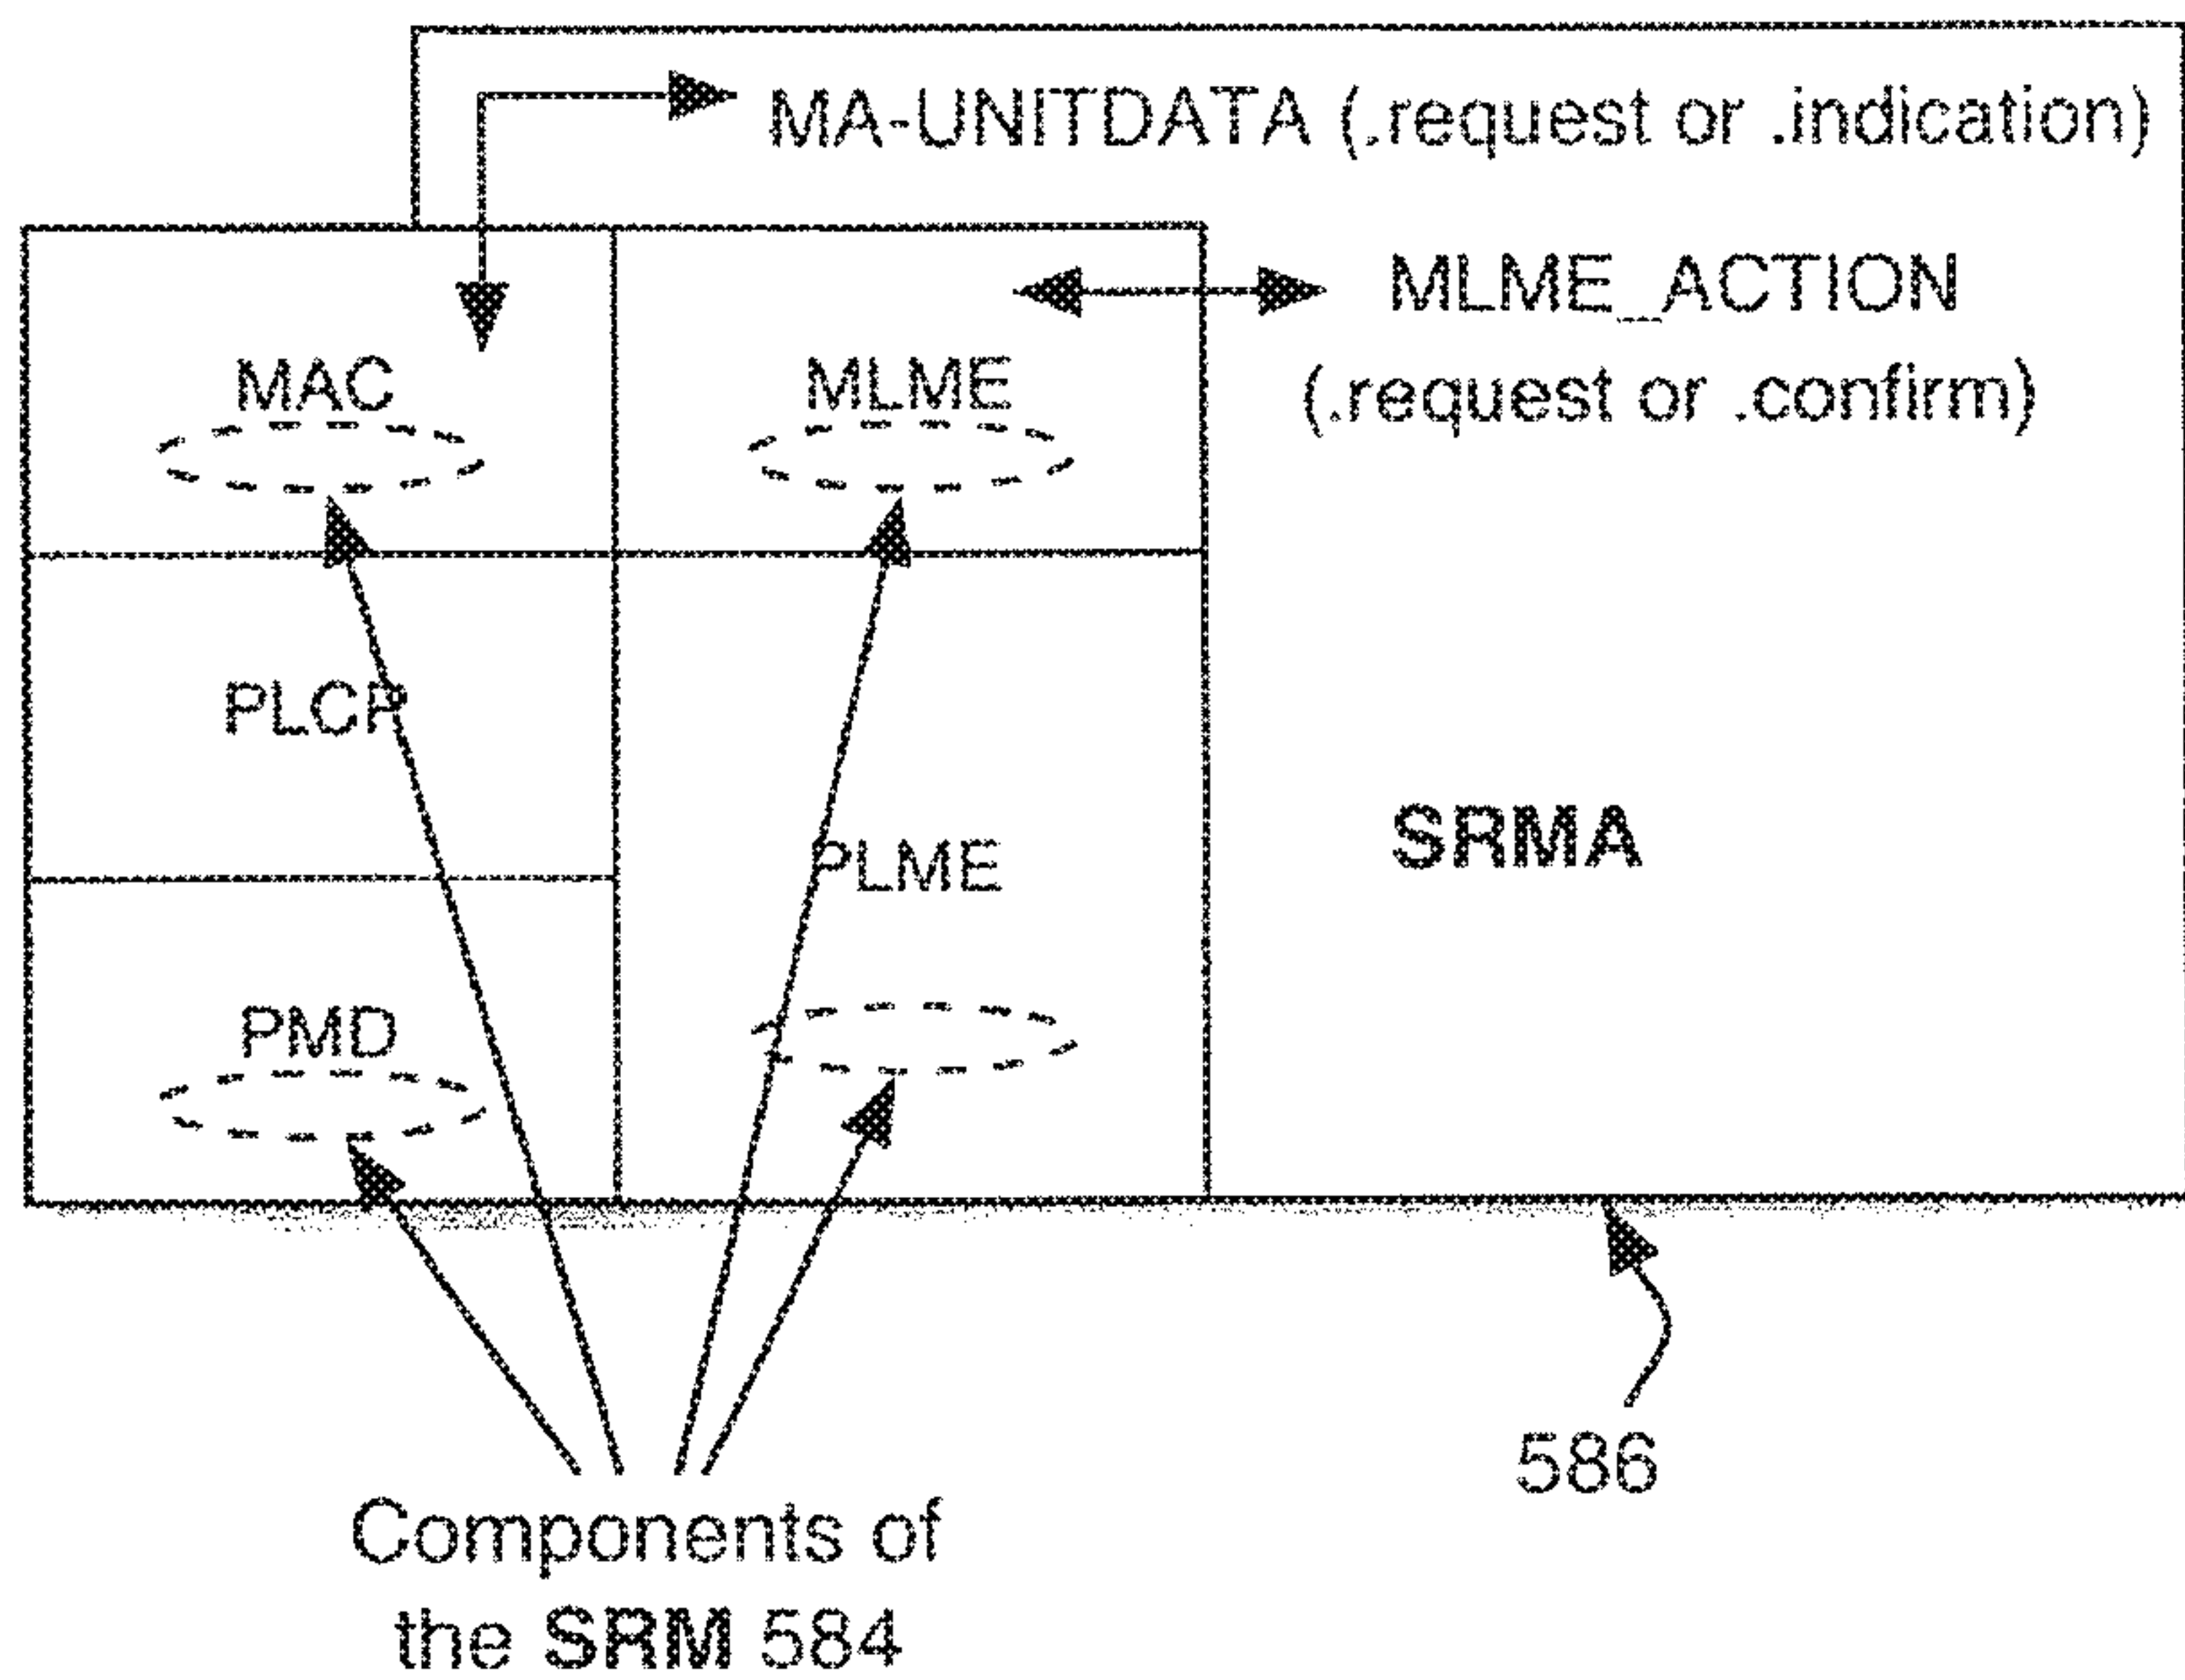 MA-UNITDATA (.request or .indication)
MLME_ACTION
(.request or .confirm)
MAC
MLME
PLCP
PLME
SRMA
PMD
586
Components of
the SRM 584